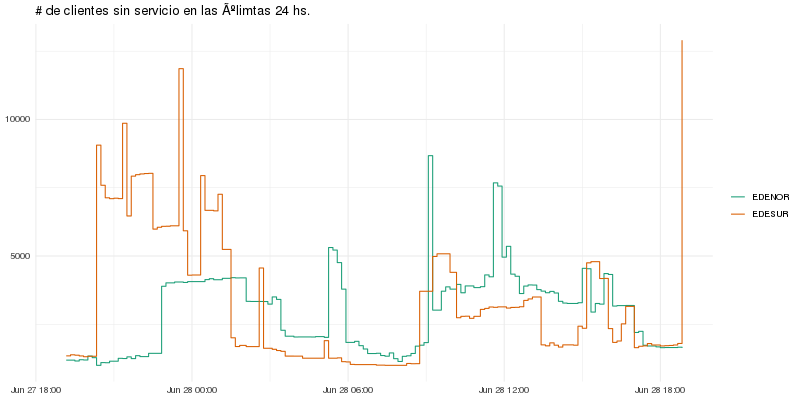 # de clientes sin servicio en las Ãºlimtas 24 hs.
10000
5000
EDENOR
EDESUR
Jun 27 18:00
Jun 28 00:00
Jun 28 06:00
Jun 28 12:00
Jun 28 18:00